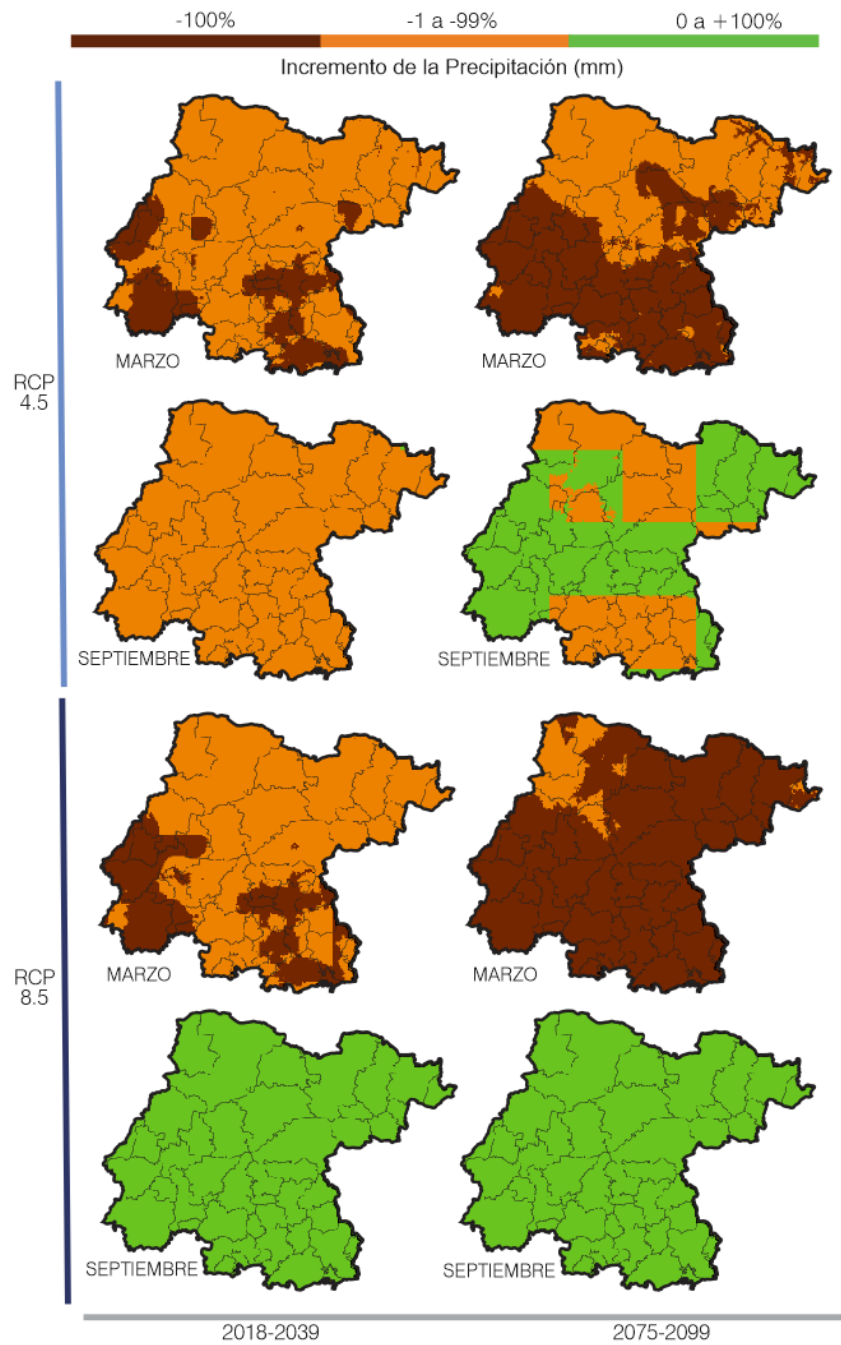 -100%
-1 a -99%
0 a +100%
Incremento de la Precipitación (mm)
RCP
4.5
MARZO
MARZO
SEPTIEMBRE
SEPTIEMBRE
RCP
8.5
MARZO
MARZO
SEPTIEMBRE
SEPTIEMBRE
2018-2039
2075-2099